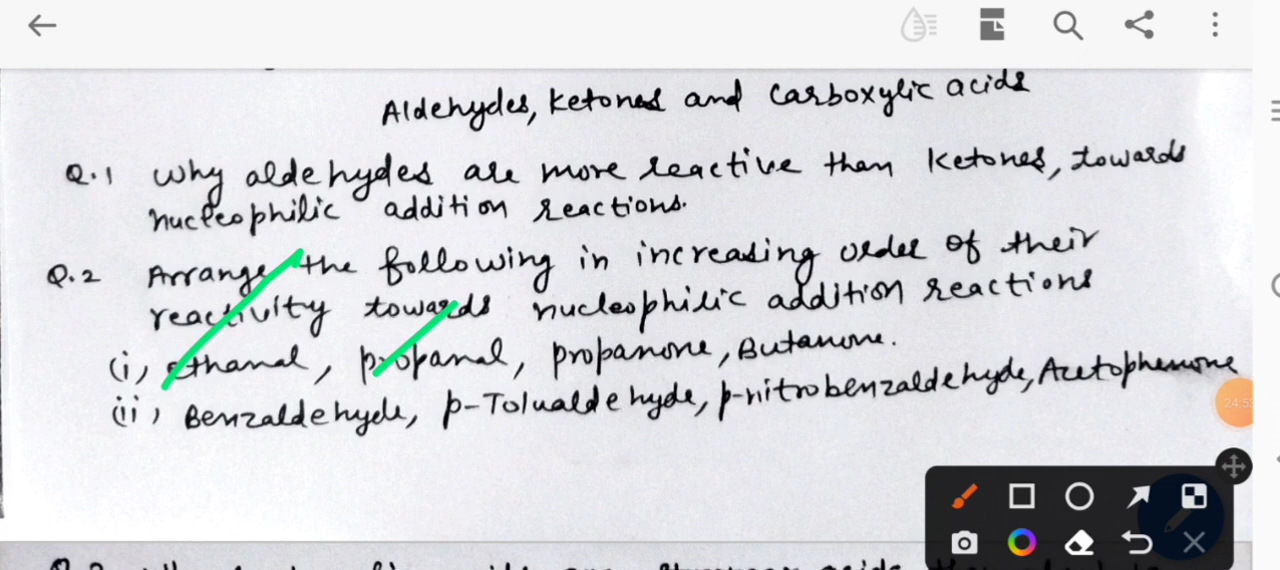 Aldehydes, Ketones and Carboxylic acids
Q.1 Why aldehydes are more reactive than Ketones, towards
nucleophilic addition reactions.
Q.2 Arrange the following in increasing order of their
reactivity towards nucleophilic addition reactions
(i) ethanal, propanal, propanone, Butanone.
(ii) Benzaldehyde, p-Tolualdehyde, p-nitrobenzaldehyde, Acetophenone
24:5